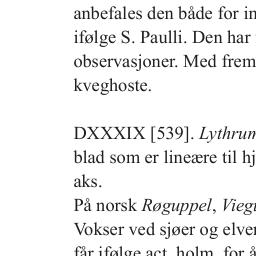 anbefales den både for
ifølge S. Paulli. Den har
observasjoner. Med frem
kveghoste.
DXXXIX [539]. Lythrum
blad som er lineære til hj
aks.
På norsk Røguppel, Viegu
Vokser ved sjøer og elver
får ifølge act. holm. for å